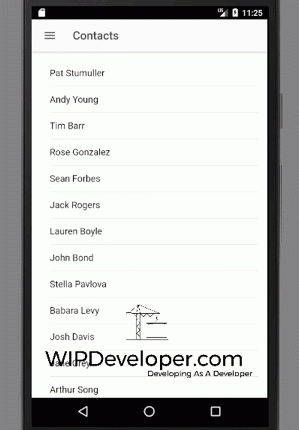 11:25
Contacts
Pat Stumuller
Andy Young
Tim Barr
Rose Gonzalez
Sean Forbes
Jack Rogers
Lauren Boyle
John Bond
Stella Pavlova
Babara Levy
Josh Davis
WIPDeveloper.com
Developing As A Developer
Arthur Song